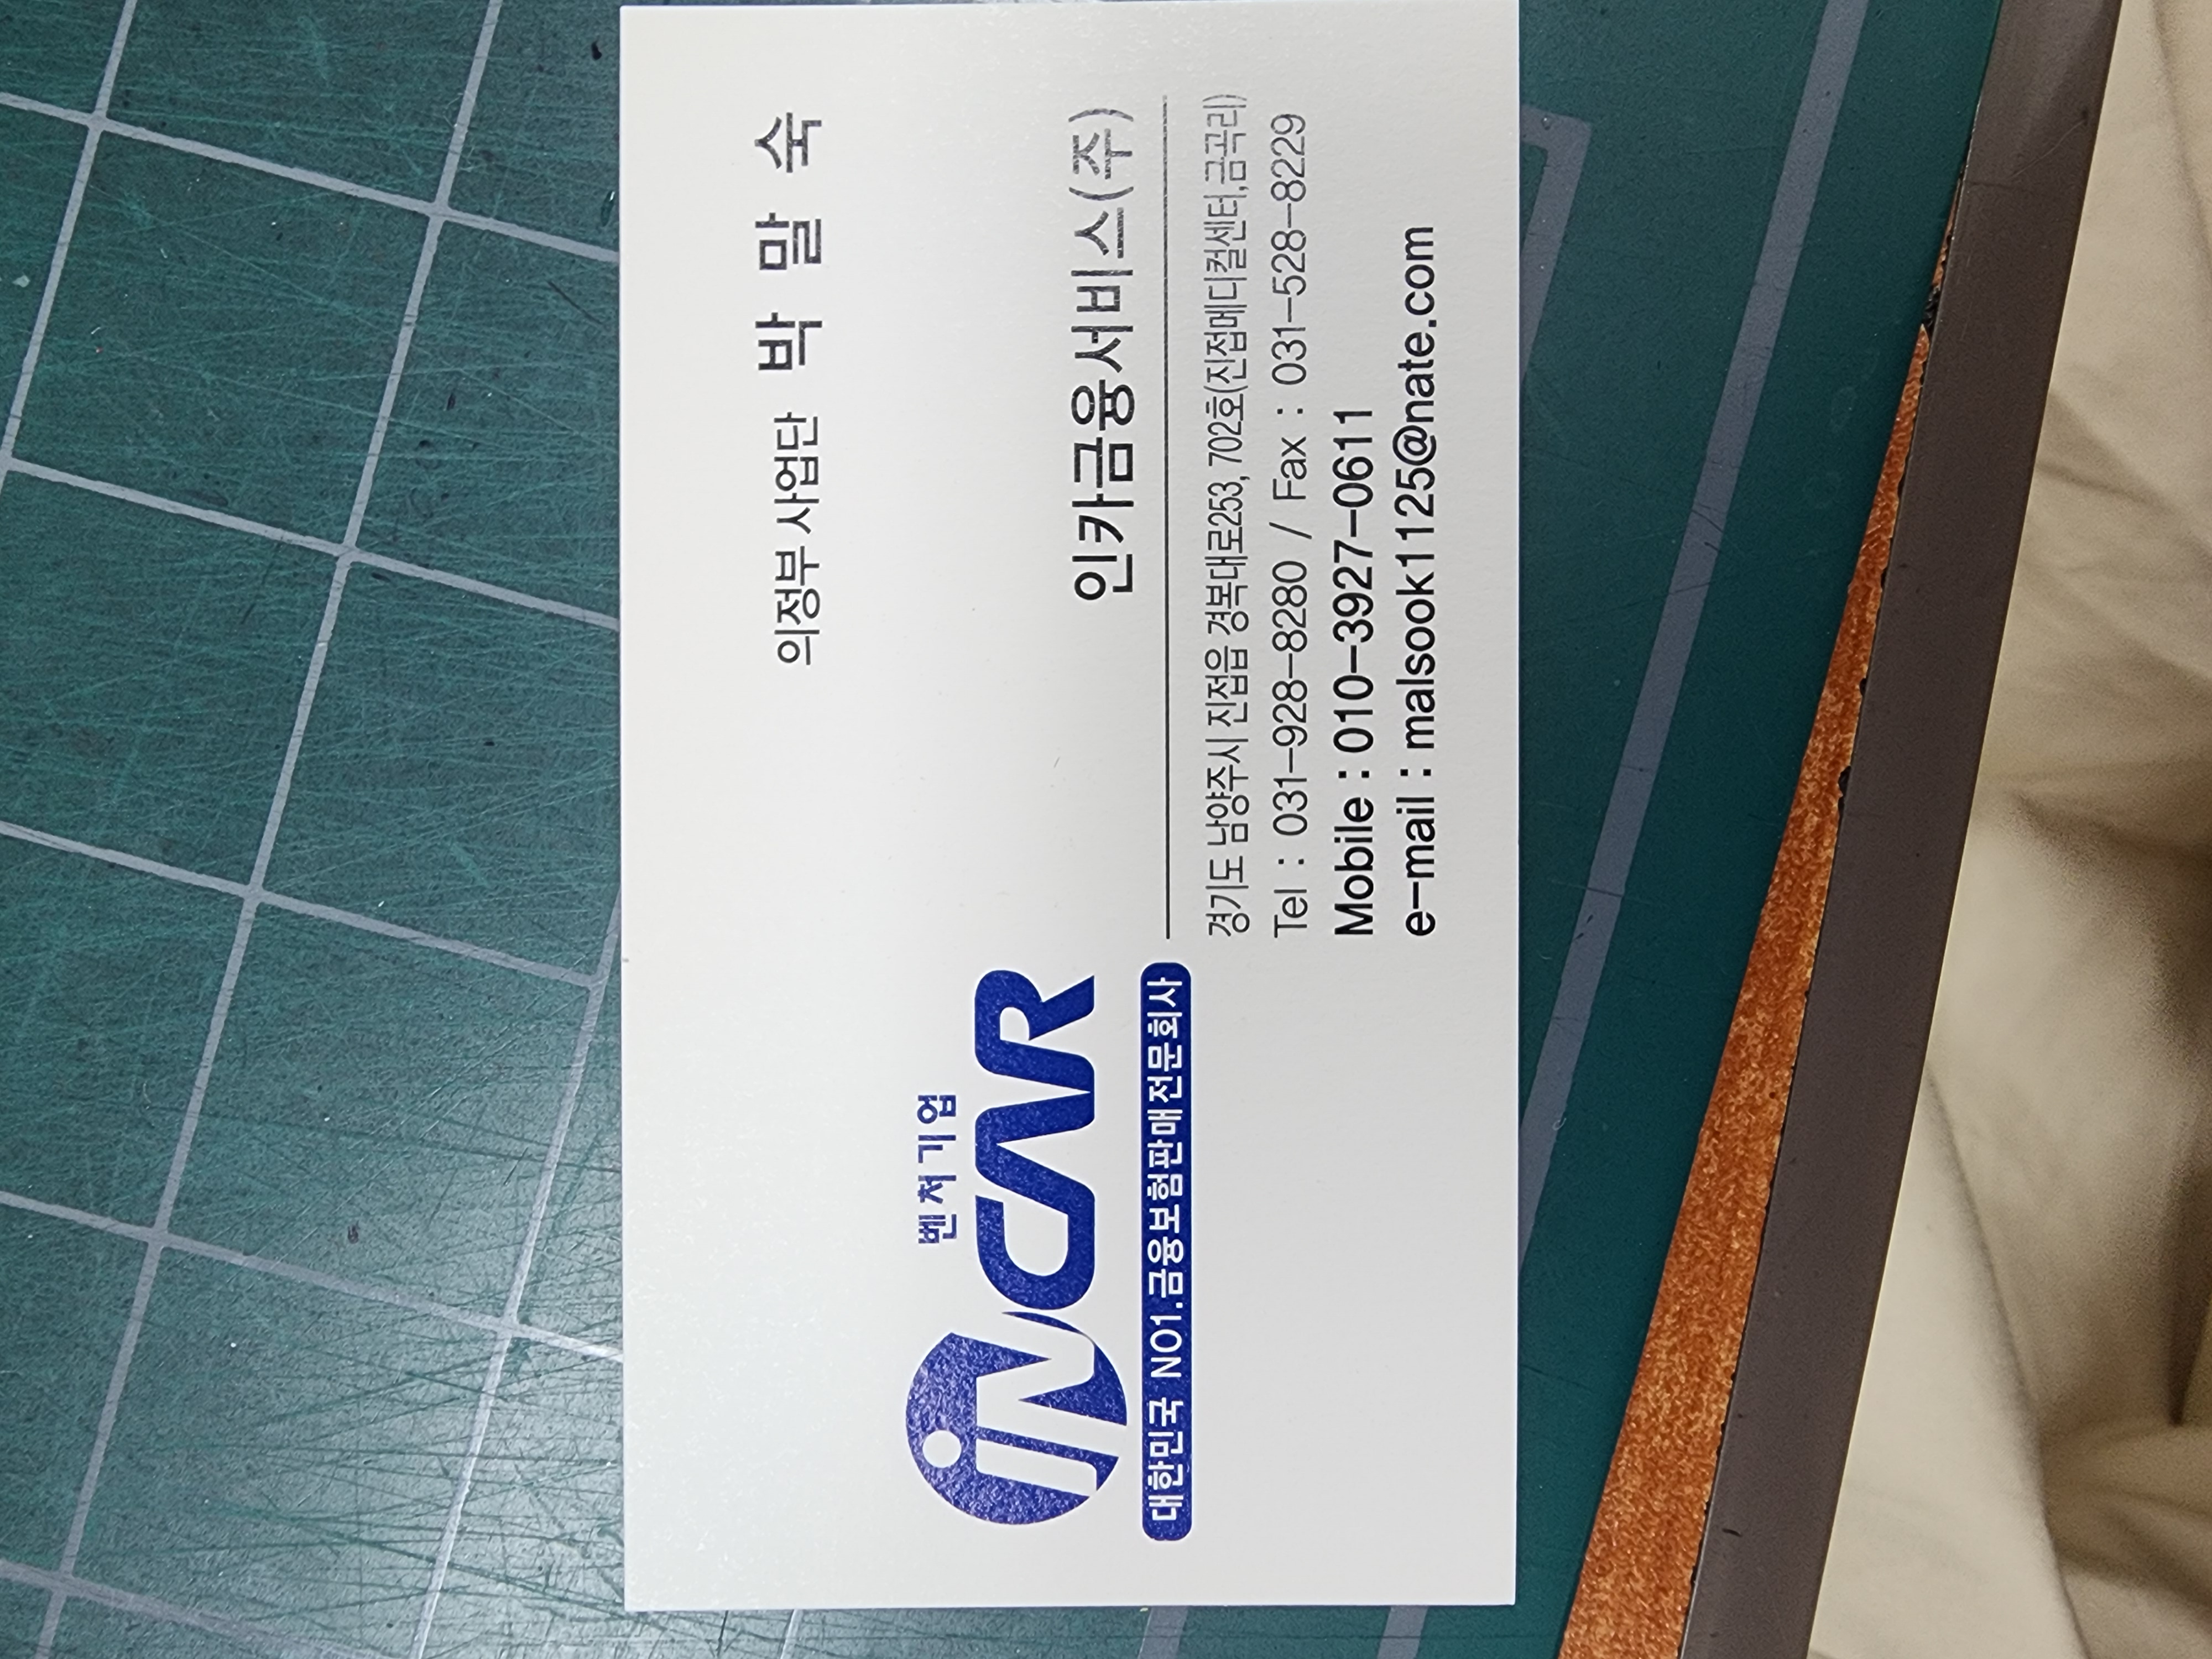 의정부 사업단 박 말 숙
벤처기업
iNCAR
대한민국 NO1.금융보험판매전문회사
인카금융서비스(주)
경기도 남양주시 진접읍 경복대로253, 702호(진접메디컬센터,금곡리)
Tel : 031-928-8280 / Fax : 031-528-8229
Mobile : 010-3927-0611
e-mail : malsook1125@nate.com